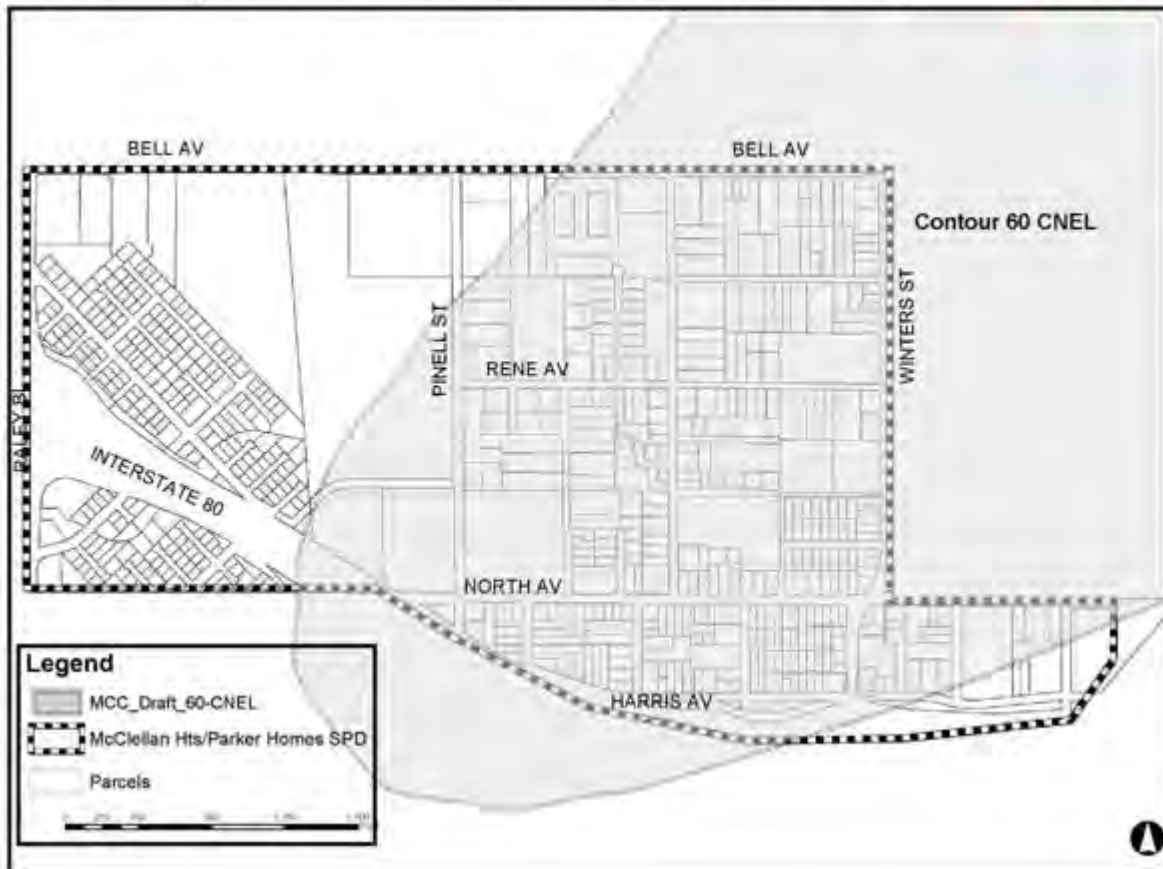 BELL AV
BELL AV
Contour 60 CNEL
WINTERS ST
PINELL ST
RENE AV
INTERSTATE 80
NORTH AV
HARRIS AV
Legend
MCC_Draft_60-CNEL
McClellan Hts/Parker Homes SPD
Parcels